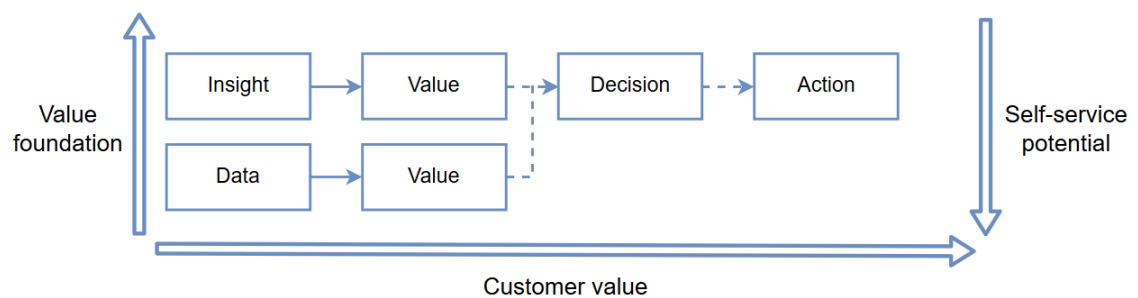 Insight
Value
Decision
Action
Value
foundation
Self-service
potential
Data
Value
Customer value